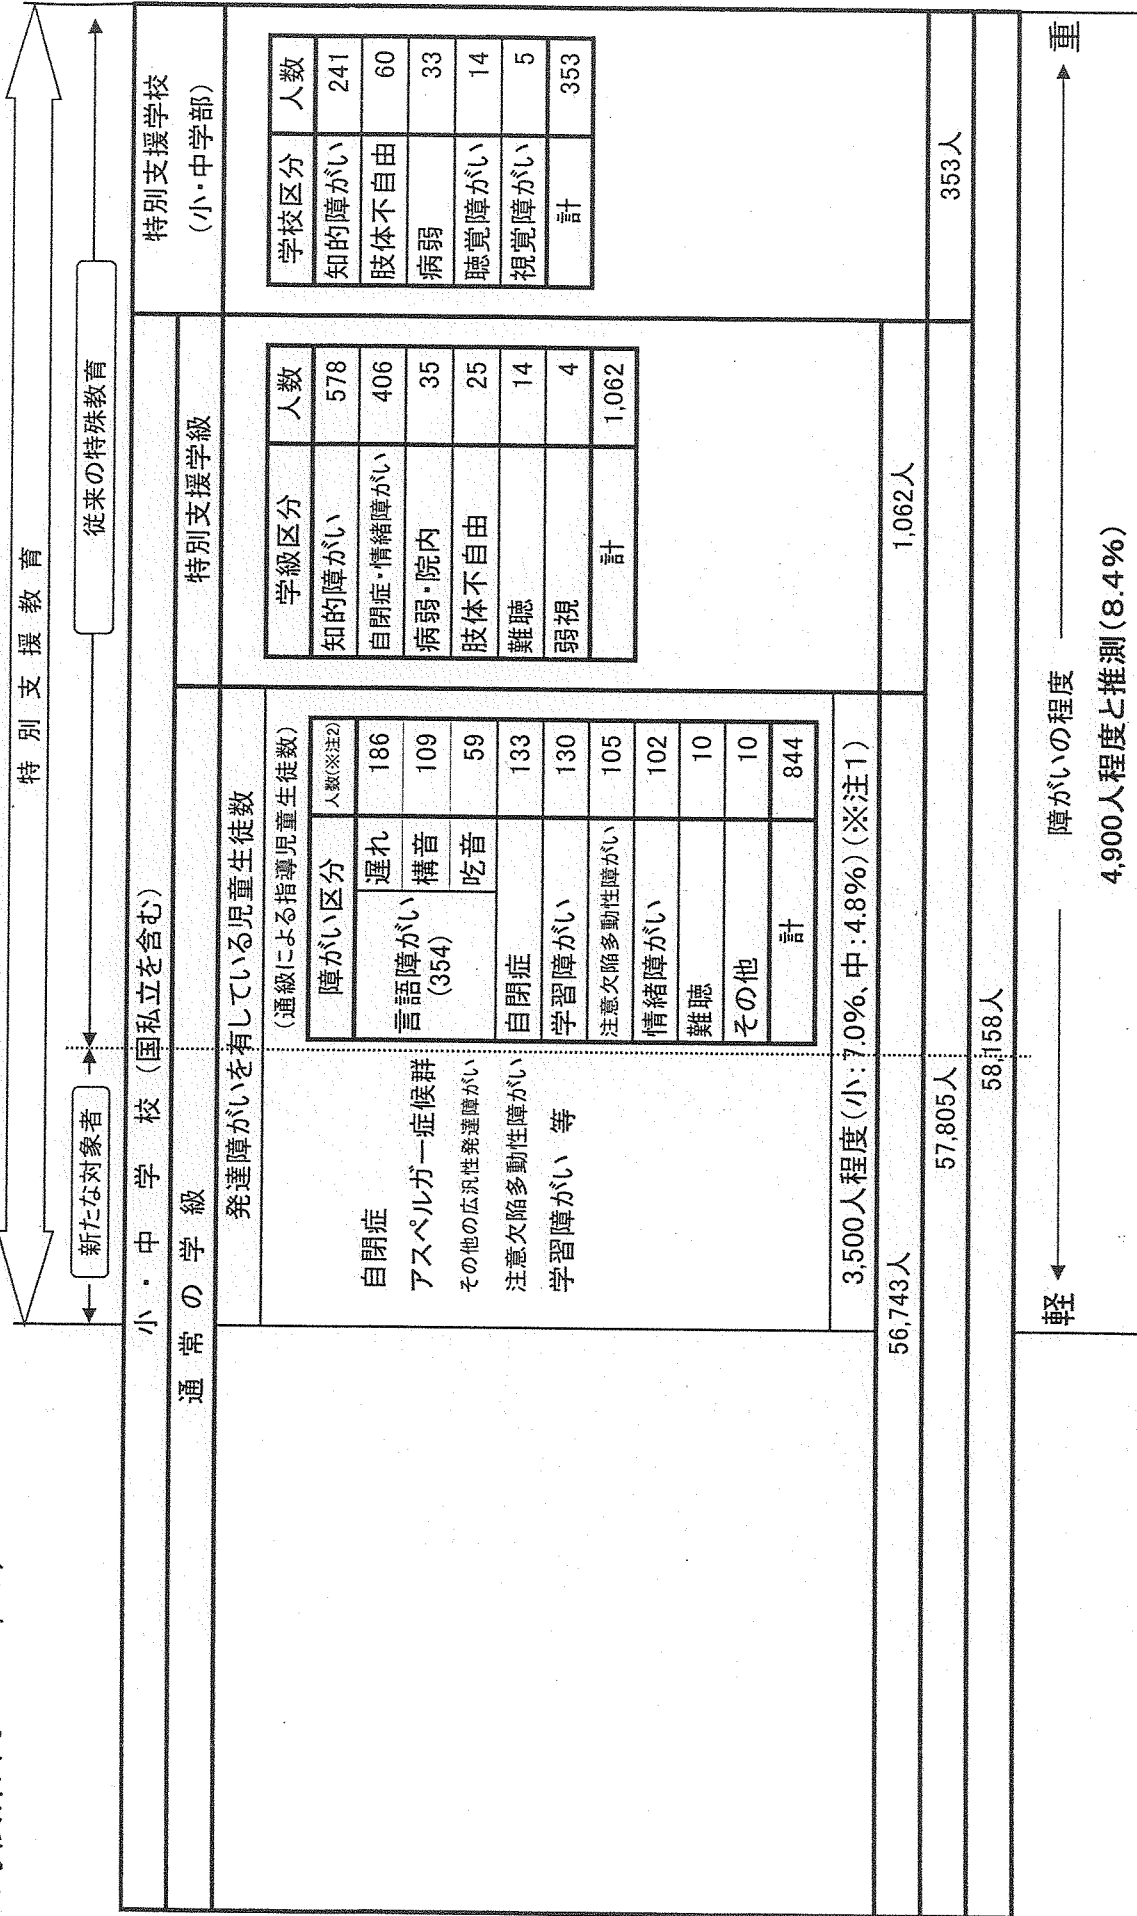 特別支援教育
新たな対象者
従来の特殊教育
小・中学校（国私立を含む）
特別支援学校
（小・中学部）
通常の学級
特別支援学級
発達障がいを有している児童生徒数
（通級による指導児童生徒数）
自閉症
アスペルガー症候群
その他の広汎性発達障がい
注意欠陥多動性障がい
学習障がい 等
障がい区分 人数(※注2)
言語障がい
(354)
遅れ 186
構音 109
吃音 59
自閉症 133
学習障がい 130
注意欠陥多動性障がい 105
情緒障がい 102
難聴 10
その他 10
計 844
3,500人程度(小:7.0%、中:4.8%)(※注1)
学級区分 人数
知的障がい 578
自閉症・情緒障がい 406
病弱・院内 35
肢体不自由 25
難聴 14
弱視 4
計 1,062
学校区分 人数
知的障がい 241
肢体不自由 60
病弱 33
聴覚障がい 14
視覚障がい 5
計 353
56,743人
1,062人
57,805人
353人
58,158人
軽 障がいの程度 重
4,900人程度と推測(8.4%)